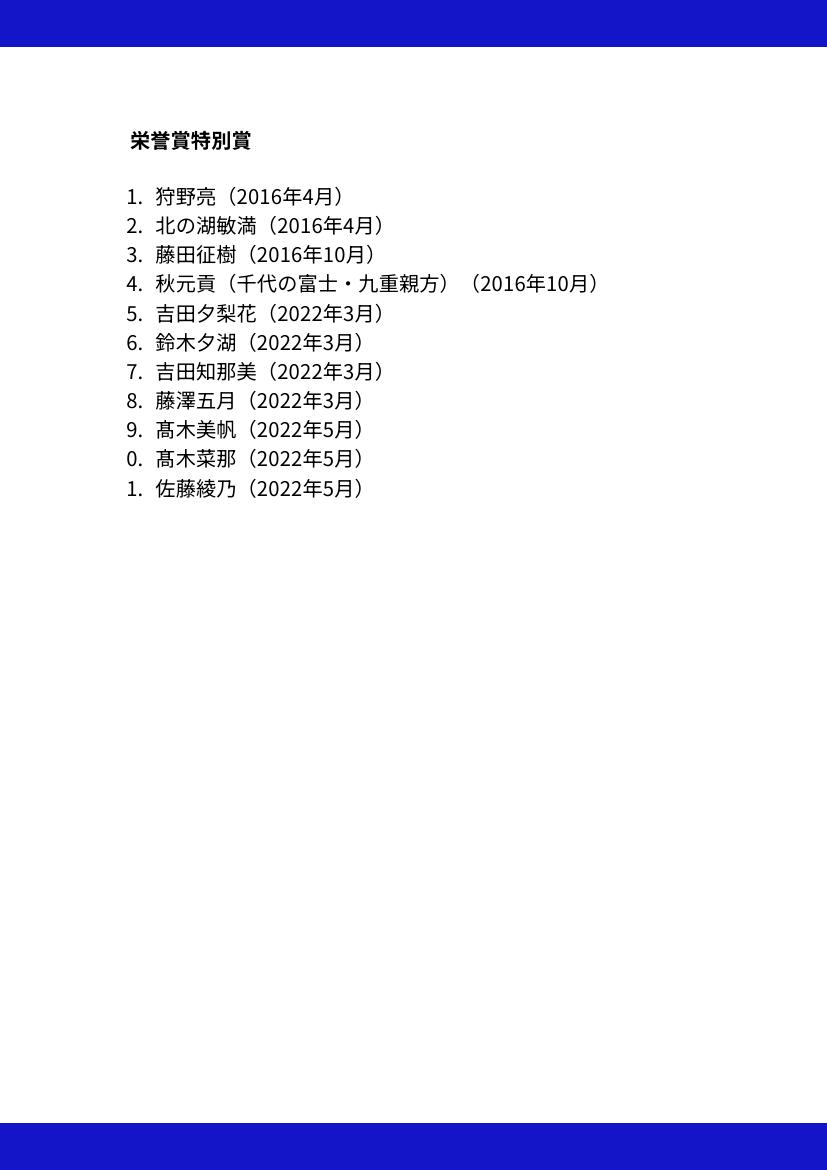 栄誉賞特別賞
1. 狩野亮（2016年4月）
2. 北の湖敏満（2016年4月）
3. 藤田征樹（2016年10月）
4. 秋元貢（千代の富士・九重親方）（2016年10月）
5. 吉田夕梨花（2022年3月）
6. 鈴木夕湖（2022年3月）
7. 吉田知那美（2022年3月）
8. 藤澤五月（2022年3月）
9. 髙木美帆（2022年5月）
0. 髙木菜那（2022年5月）
1. 佐藤綾乃（2022年5月）